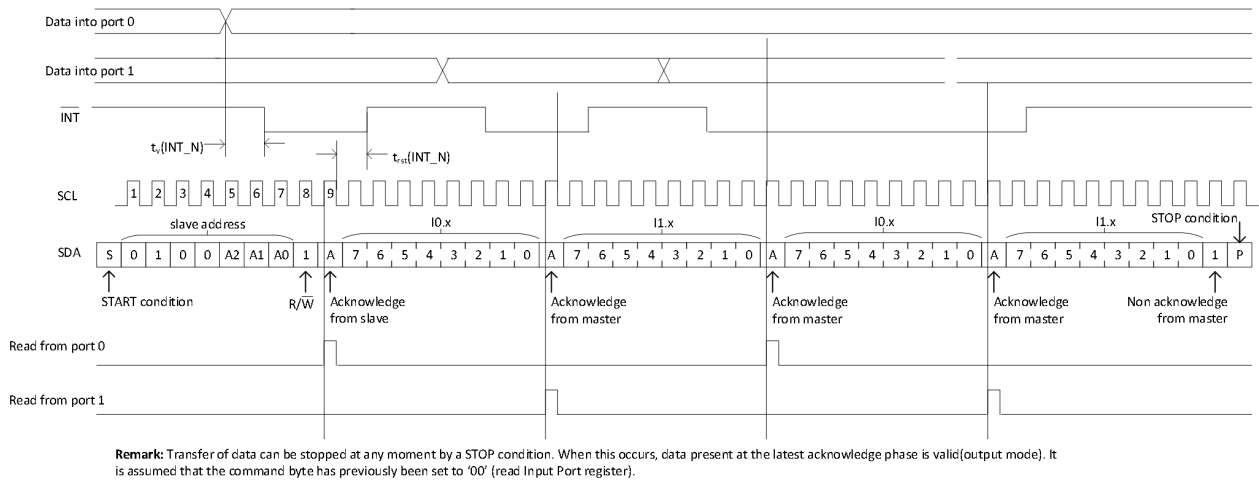 Data into port 0
Data into port 1
INT
tv(INT_N)
trst(INT_N)
SCL 1 2 3 4 5 6 7 8 9
slave address I0.x I1.x I0.x I1.x STOP condition
SDA S 0 1 0 0 A2 A1 A0 1 A 7 6 5 4 3 2 1 0 A 7 6 5 4 3 2 1 0 A 7 6 5 4 3 2 1 0 A 7 6 5 4 3 2 1 0 1 P
START condition R/W Acknowledge Acknowledge Acknowledge Acknowledge Non acknowledge
from slave from master from master from master from master
Read from port 0
Read from port 1
Remark: Transfer of data can be stopped at any moment by a STOP condition. When this occurs, data present at the latest acknowledge phase is valid(output mode). It
is assumed that the command byte has previously been set to ‘00’ (read Input Port register).